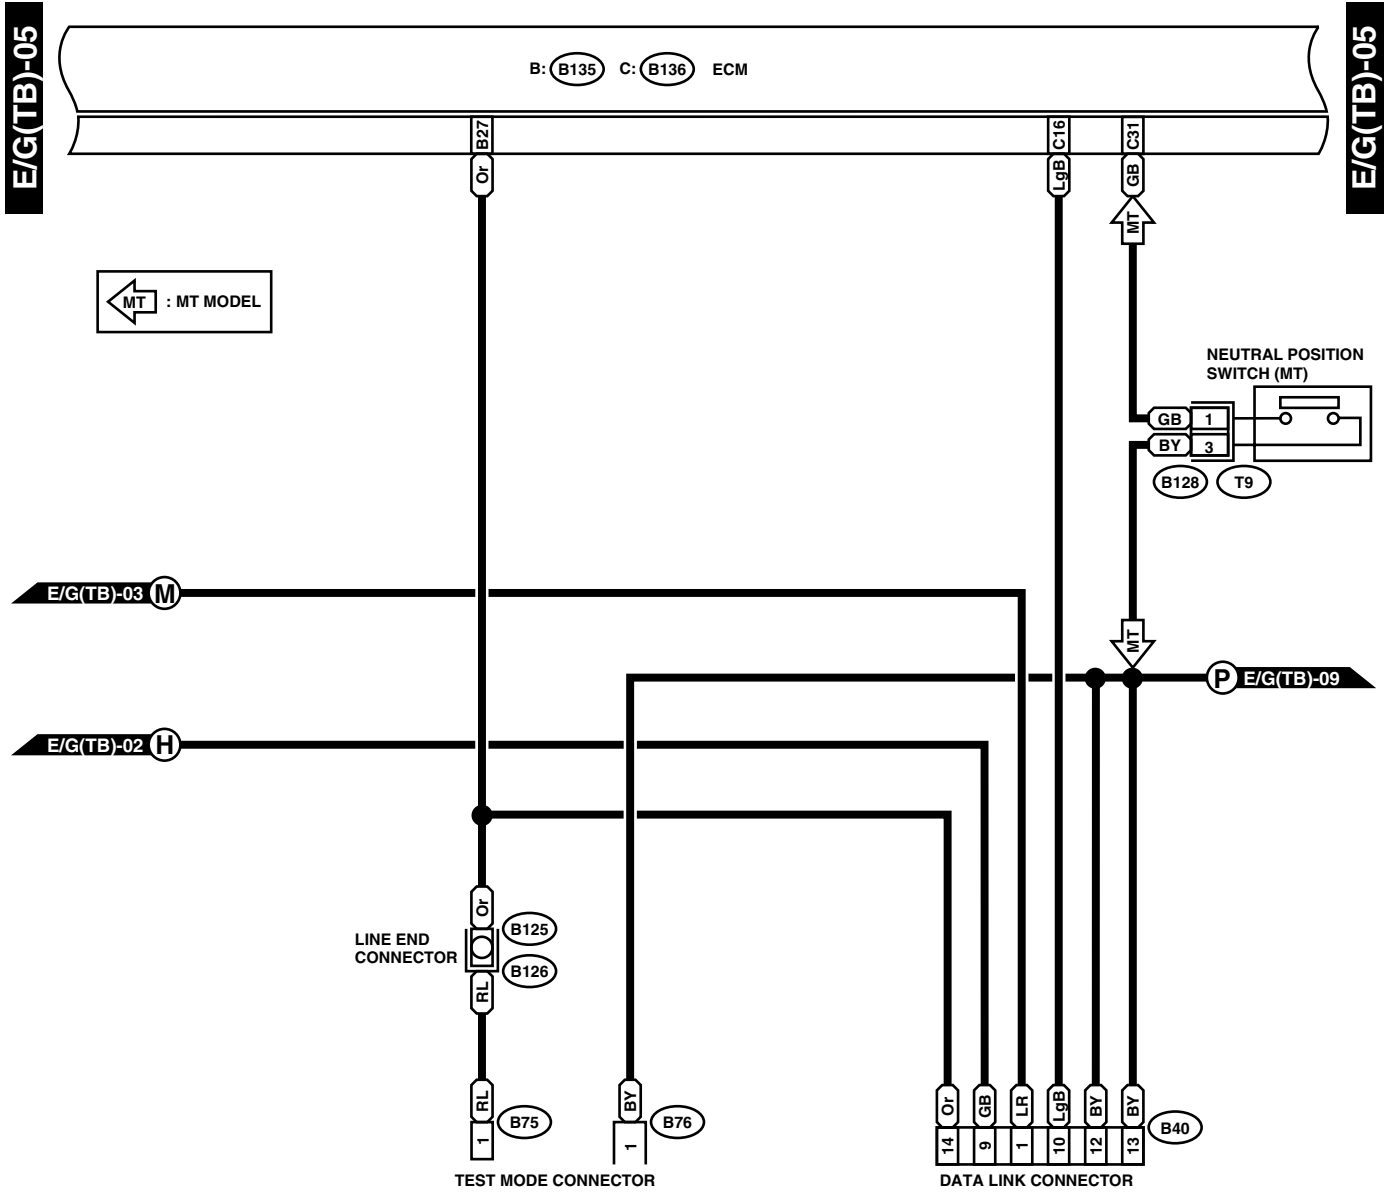 E/G(TB)-05
E/G(TB)-05
B: B135 C: B136 ECM
B27 C16 C31
Or LgB GB
MT
MT : MT MODEL
NEUTRAL POSITION
SWITCH (MT)
GB 1
BY 3
B128 T9
E/G(TB)-03 M
MT
P E/G(TB)-09
E/G(TB)-02 H
Or
B125
LINE END
CONNECTOR
B126
RL
RL BY Or GB LR LgB BY BY
B75 B76 B40
1 1 14 9 1 10 12 13
TEST MODE CONNECTOR DATA LINK CONNECTOR